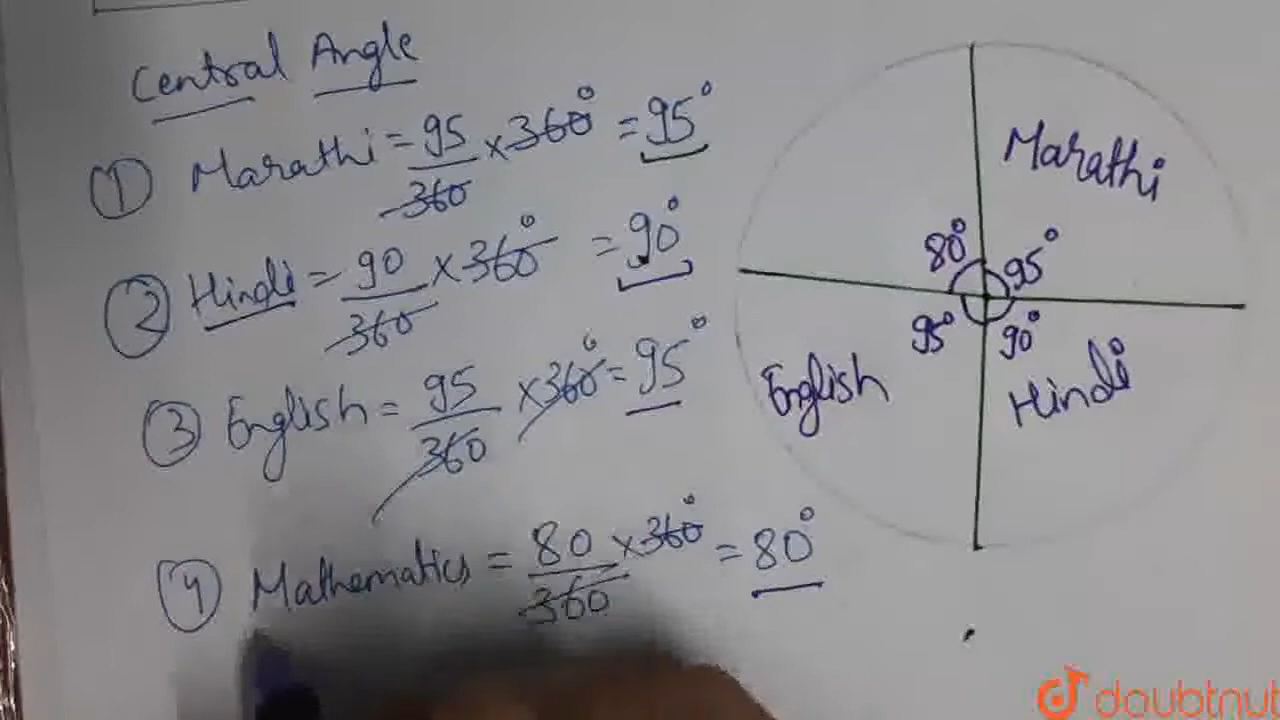 Central Angle
① Marathi = 95/360 × 360° = 95°
② Hindi = 90/360 × 360° = 90°
③ English = 95/360 × 360° = 95°
④ Mathematics = 80/360 × 360° = 80°
Marathi
80° 95°
95° 90°
English Hindi
doubtnut